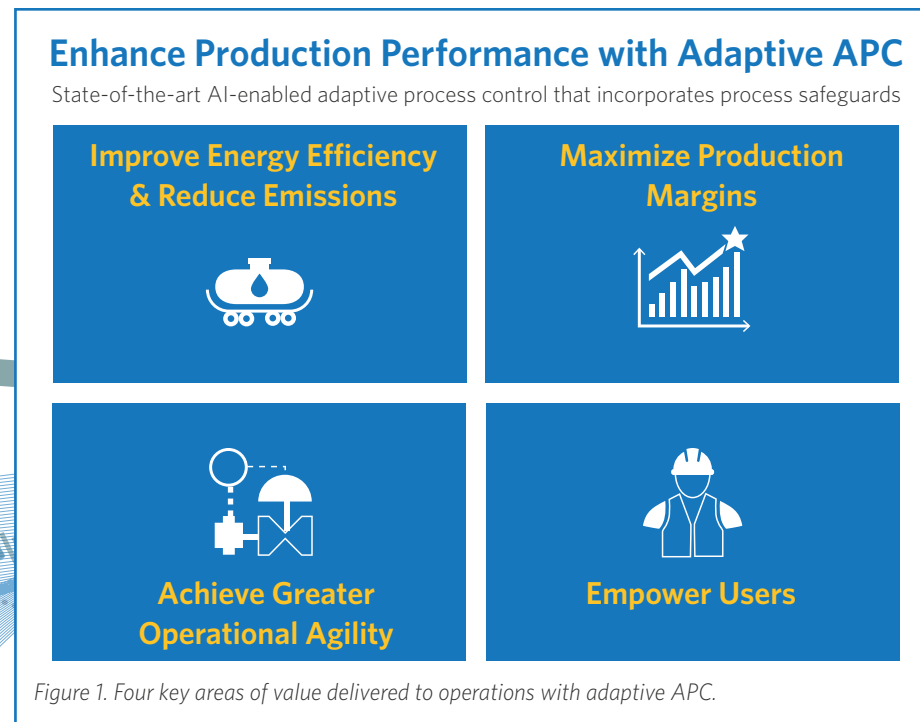 Enhance Production Performance with Adaptive APC
State-of-the-art AI-enabled adaptive process control that incorporates process safeguards
Improve Energy Efficiency
& Reduce Emissions
Maximize Production
Margins
Achieve Greater
Operational Agility
Empower Users
Figure 1. Four key areas of value delivered to operations with adaptive APC.